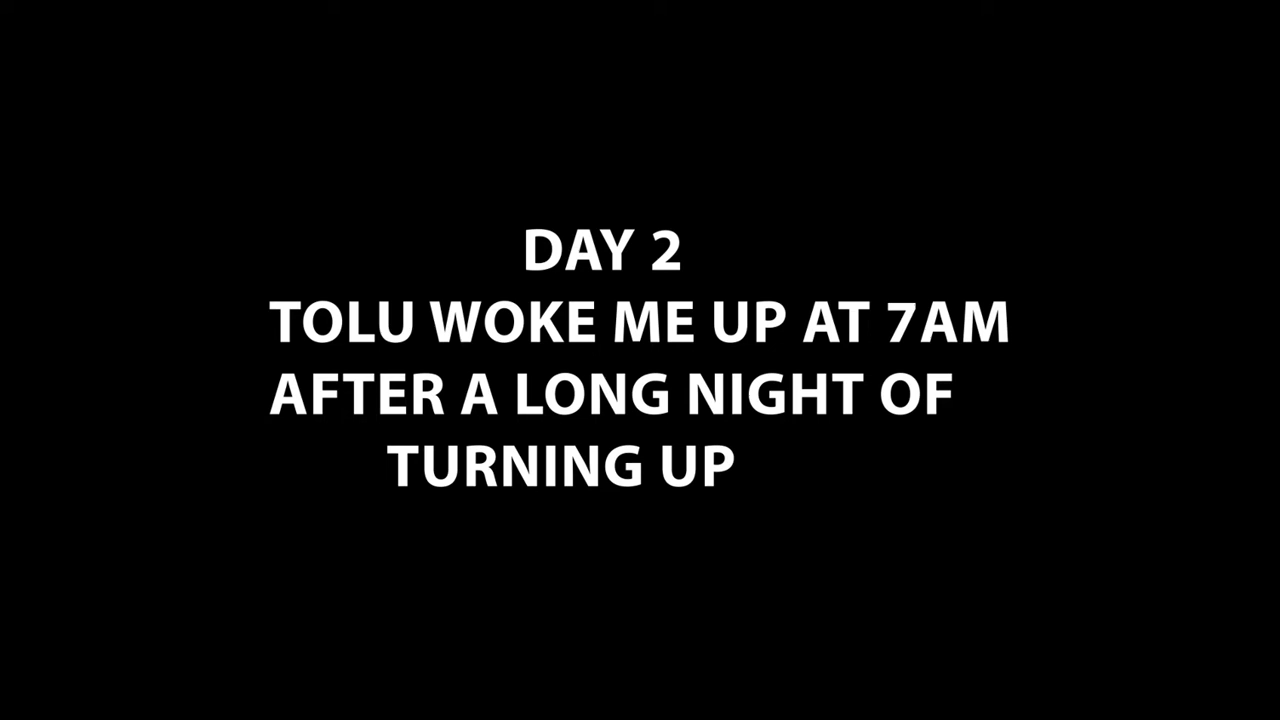 DAY 2
TOLU WOKE ME UP AT 7AM
AFTER A LONG NIGHT OF
TURNING UP